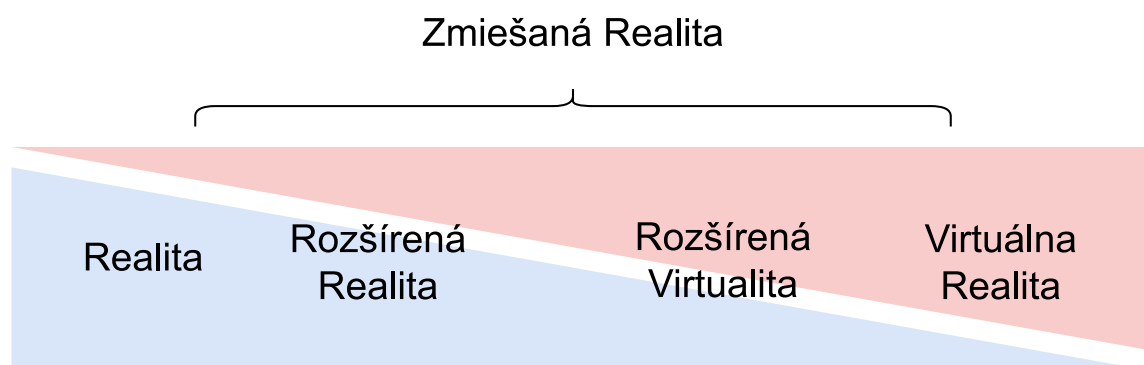 Zmiešaná Realita
Realita
Rozšírená
Realita
Rozšírená
Virtualita
Virtuálna
Realita